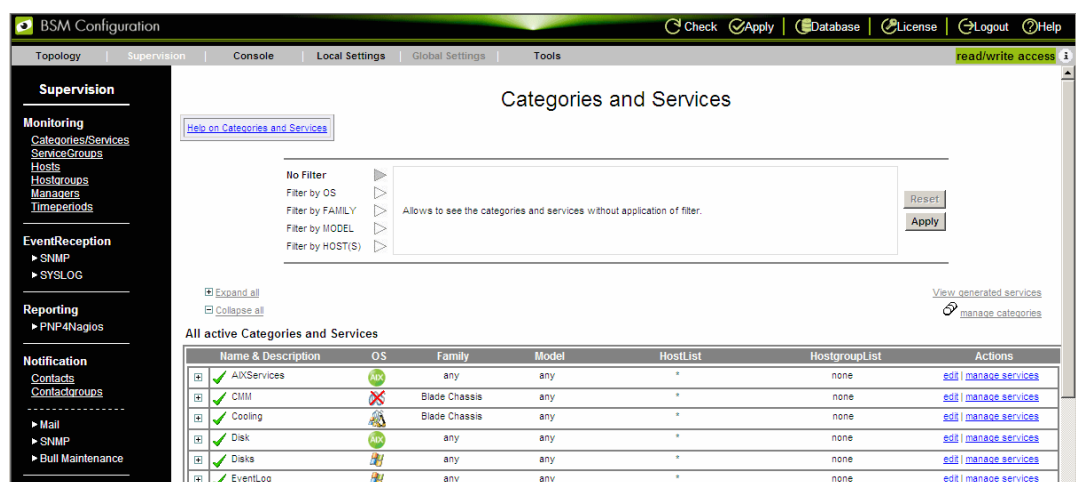 BSM Configuration
Check Apply Database License Logout Help
Topology Supervision Console Local Settings Global Settings Tools read/write access i
Supervision
Monitoring
Categories/Services
ServiceGroups
Hosts
Hostgroups
Managers
Timeperiods
EventReception
SNMP
SYSLOG
Reporting
PNP4Nagios
Notification
Contacts
Contactgroups
Mail
SNMP
Bull Maintenance
Categories and Services
Help on Categories and Services
No Filter
Filter by OS
Filter by FAMILY
Filter by MODEL
Filter by HOST(S)
Allows to see the categories and services without application of filter.
Reset
Apply
Expand all
Collapse all
View generated services
manage categories
All active Categories and Services
Name & Description OS Family Model HostList HostgroupList Actions
AIXServices AIX any any * none edit | manage services
CMM Blade Chassis any * none edit | manage services
Cooling Blade Chassis any * none edit | manage services
Disk AIX any any * none edit | manage services
Disks any any * none edit | manage services
EventLog any any * none edit | manage services